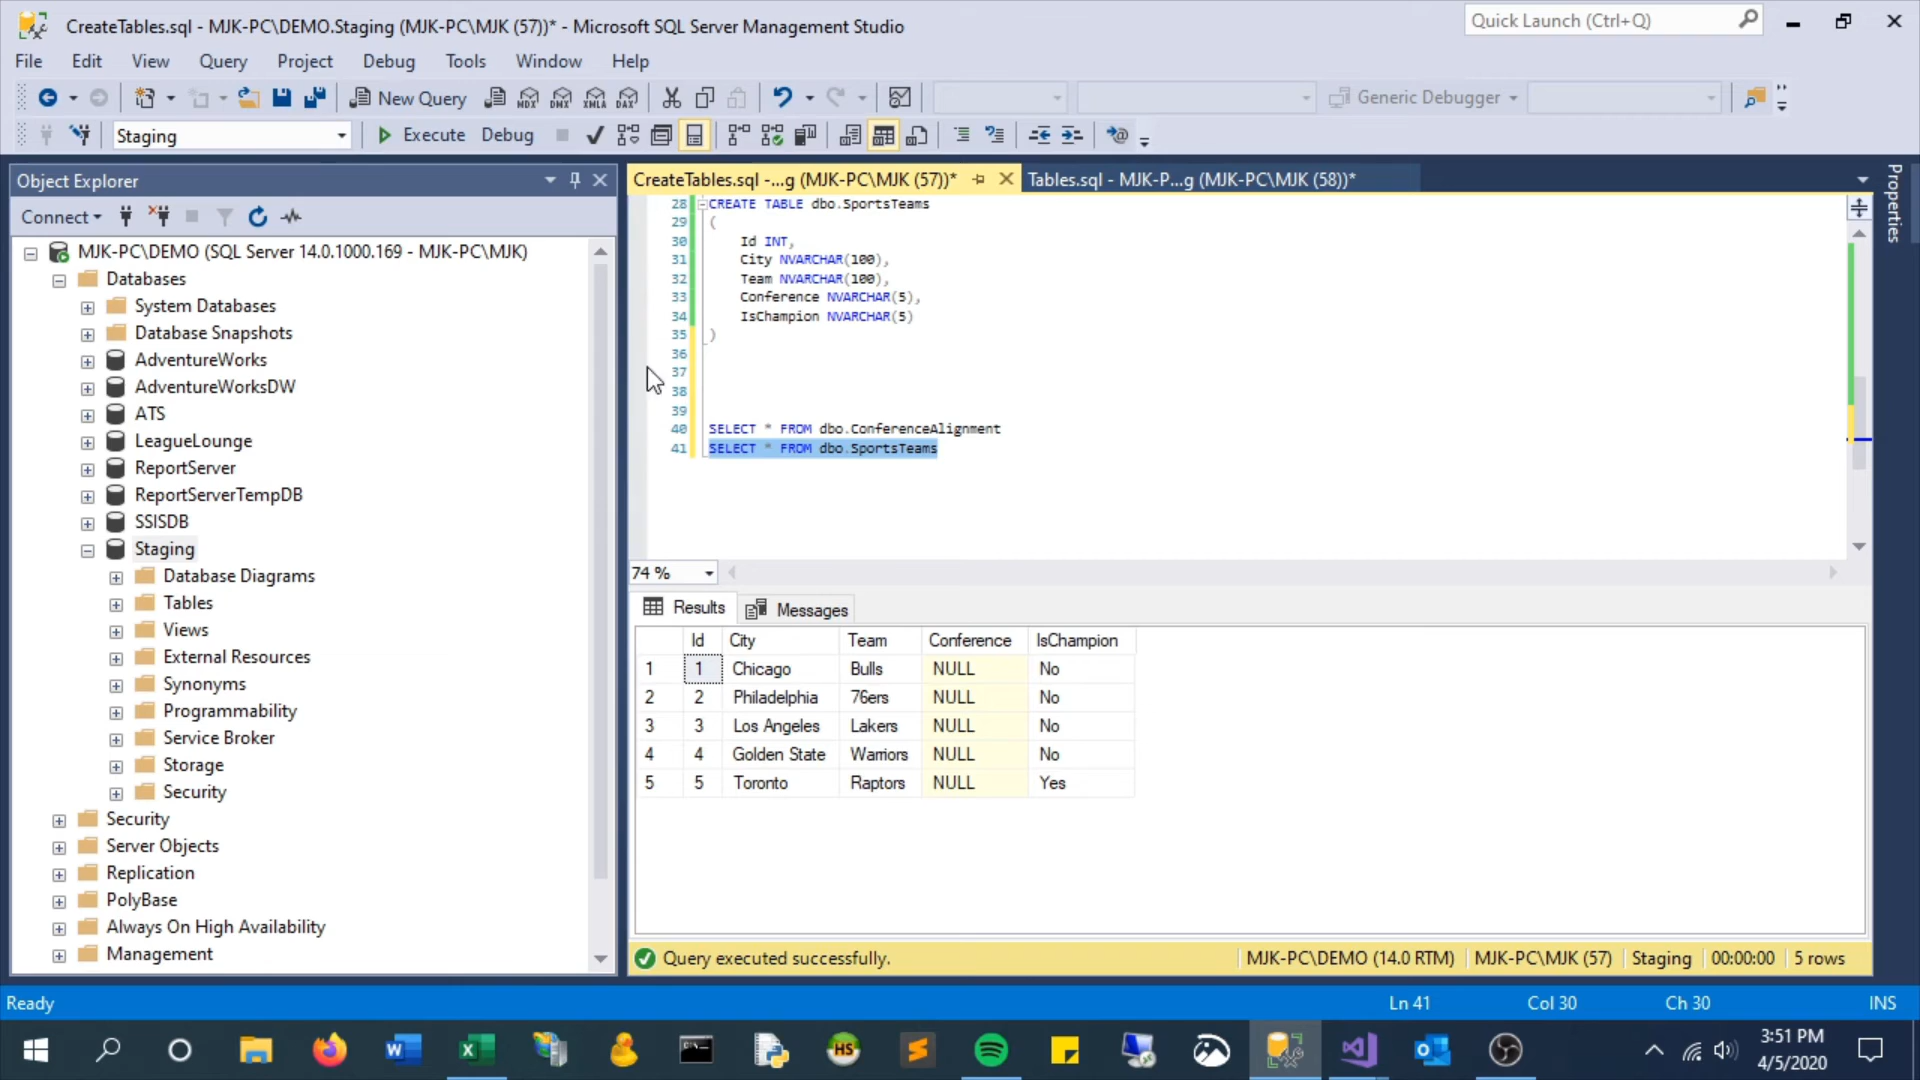 CreateTables.sql - MJK-PC\DEMO.Staging (MJK-PC\MJK (57))* - Microsoft SQL Server Management Studio
Quick Launch (Ctrl+Q)
File Edit View Query Project Debug Tools Window Help
New Query MDX DMX XMLA DAX Generic Debugger
Staging Execute Debug
Object Explorer
CreateTables.sql -...g (MJK-PC\MJK (57))* Tables.sql - MJK-P...g (MJK-PC\MJK (58))*
Properties
Connect
MJK-PC\DEMO (SQL Server 14.0.1000.169 - MJK-PC\MJK)
Databases
System Databases
Database Snapshots
AdventureWorks
AdventureWorksDW
ATS
LeagueLounge
ReportServer
ReportServerTempDB
SSISDB
Staging
Database Diagrams
Tables
Views
External Resources
Synonyms
Programmability
Service Broker
Storage
Security
Security
Server Objects
Replication
PolyBase
Always On High Availability
Management
28 CREATE TABLE dbo.SportsTeams
29 (
30 Id INT,
31 City NVARCHAR(100),
32 Team NVARCHAR(100),
33 Conference NVARCHAR(5),
34 IsChampion NVARCHAR(5)
35 )
36
37
38
39
40 SELECT * FROM dbo.ConferenceAlignment
41 SELECT * FROM dbo.SportsTeams
74 %
Results Messages
Id City Team Conference IsChampion
1 1 Chicago Bulls NULL No
2 2 Philadelphia 76ers NULL No
3 3 Los Angeles Lakers NULL No
4 4 Golden State Warriors NULL No
5 5 Toronto Raptors NULL Yes
Query executed successfully. MJK-PC\DEMO (14.0 RTM) MJK-PC\MJK (57) Staging 00:00:00 5 rows
Ready Ln 41 Col 30 Ch 30 INS
HS
3:51 PM
4/5/2020